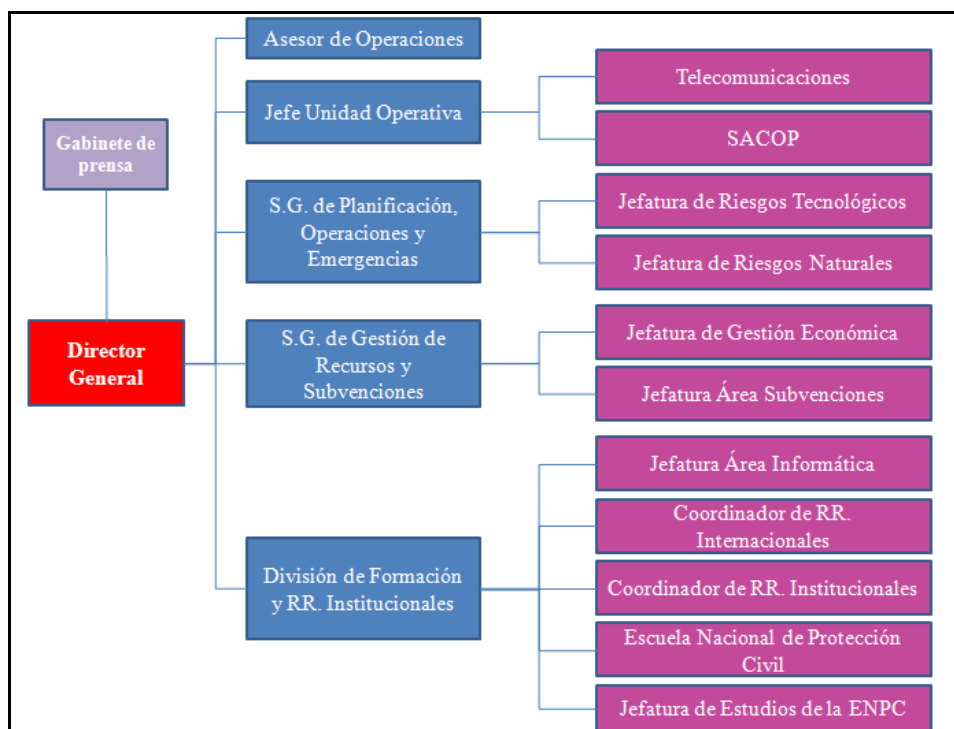 Asesor de Operaciones
Jefe Unidad Operativa
Telecomunicaciones
SACOP
Gabinete de
prensa
S.G. de Planificación,
Operaciones y
Emergencias
Jefatura de Riesgos Tecnológicos
Jefatura de Riesgos Naturales
Director
General
S.G. de Gestión de
Recursos y
Subvenciones
Jefatura de Gestión Económica
Jefatura Área Subvenciones
División de Formación
y RR. Institucionales
Jefatura Área Informática
Coordinador de RR.
Internacionales
Coordinador de RR. Institucionales
Escuela Nacional de Protección
Civil
Jefatura de Estudios de la ENPC